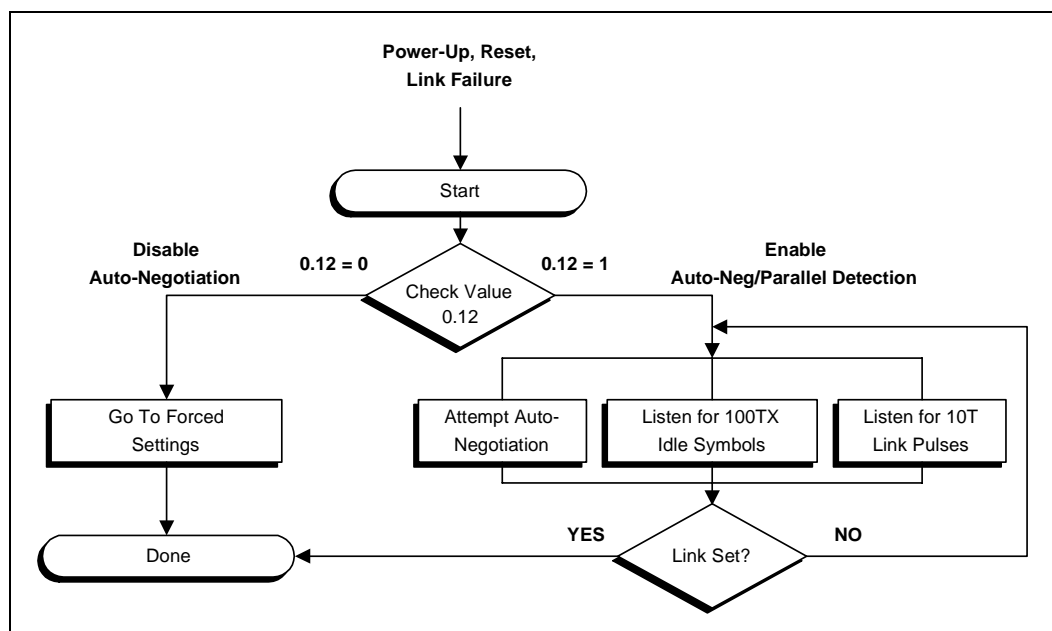 Power-Up, Reset,
Link Failure
Start
Disable
Auto-Negotiation
0.12 = 0
0.12 = 1
Enable
Auto-Neg/Parallel Detection
Check Value
0.12
Go To Forced
Settings
Attempt Auto-
Negotiation
Listen for 100TX
Idle Symbols
Listen for 10T
Link Pulses
Done
YES
Link Set?
NO